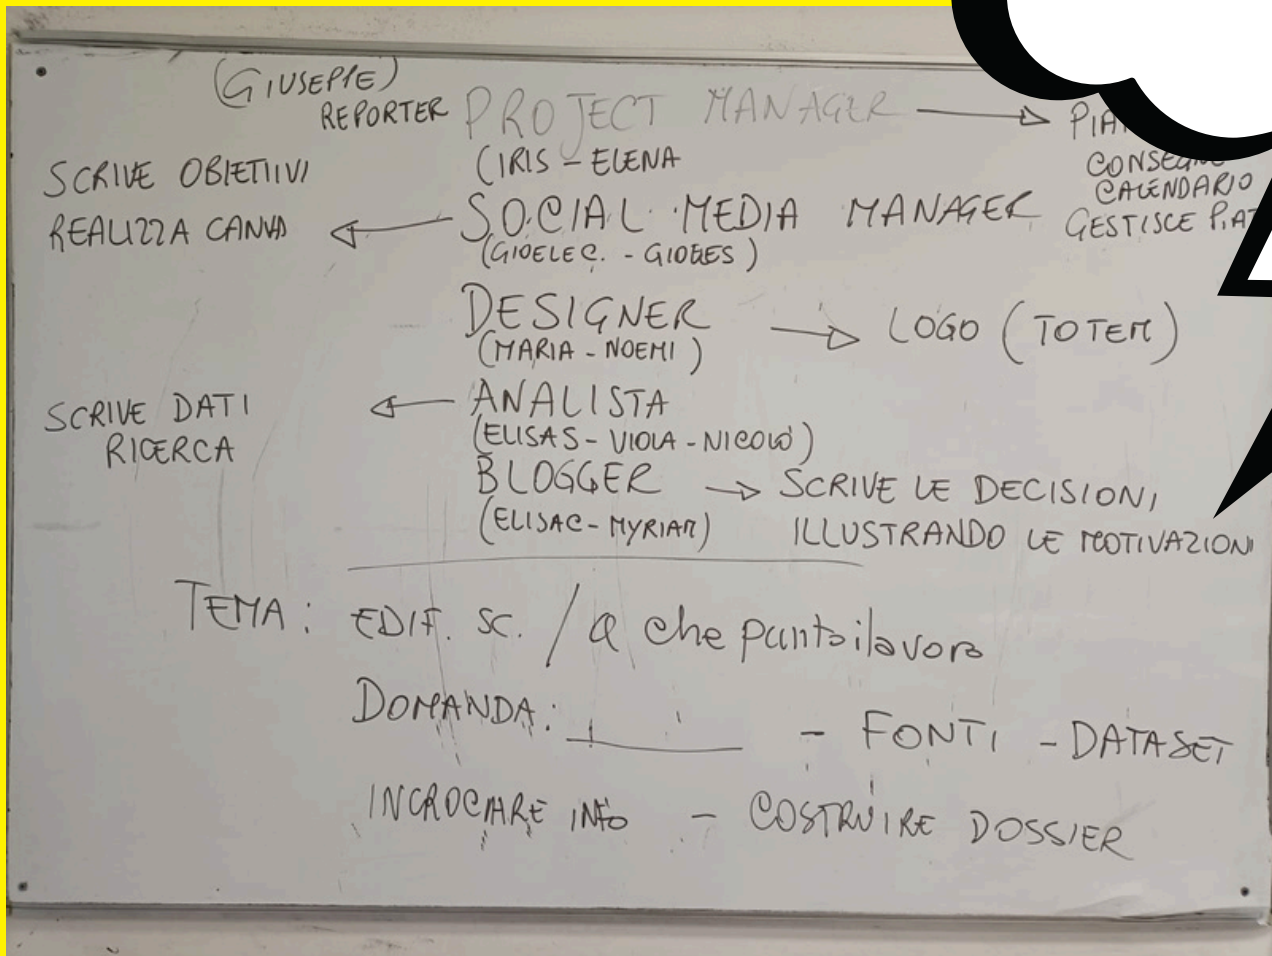 (GIUSEPPE)
REPORTER PROJECT MANAGER →
(IRIS - ELENA
CONSEGNE
CALENDARIO
GESTISCE
SCRIVE OBIETTIVI
REALIZZA CANVA ← SOCIAL MEDIA MANAGER
(GIOELE C. - GIOELE S)
DESIGNER → LOGO (TOTEM)
(MARIA - NOEMI)
SCRIVE DATI ← ANALISTA
RICERCA
(ELISA S - VIOLA - NICOLÒ)
BLOGGER → SCRIVE LE DECISIONI,
(ELISA C - MYRIAM) ILLUSTRANDO LE MOTIVAZIONI
TEMA: EDIF. SC. / a che punto il lavoro
DOMANDA: ________ - FONTI - DATASET
INCROCIARE INFO - COSTRUIRE DOSSIER